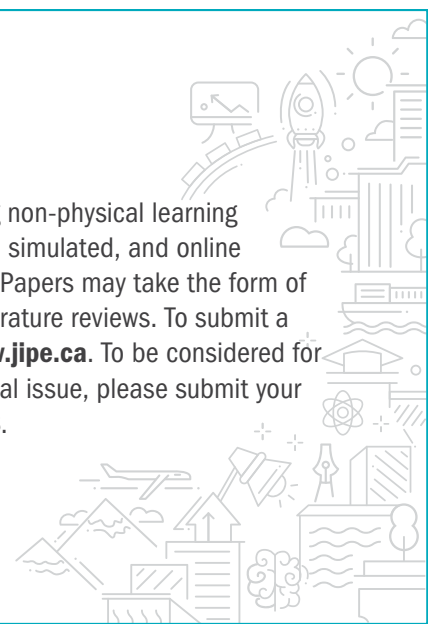 non-physical learning
simulated, and online
Papers may take the form of
rature reviews. To submit a
.jipe.ca. To be considered for
al issue, please submit your